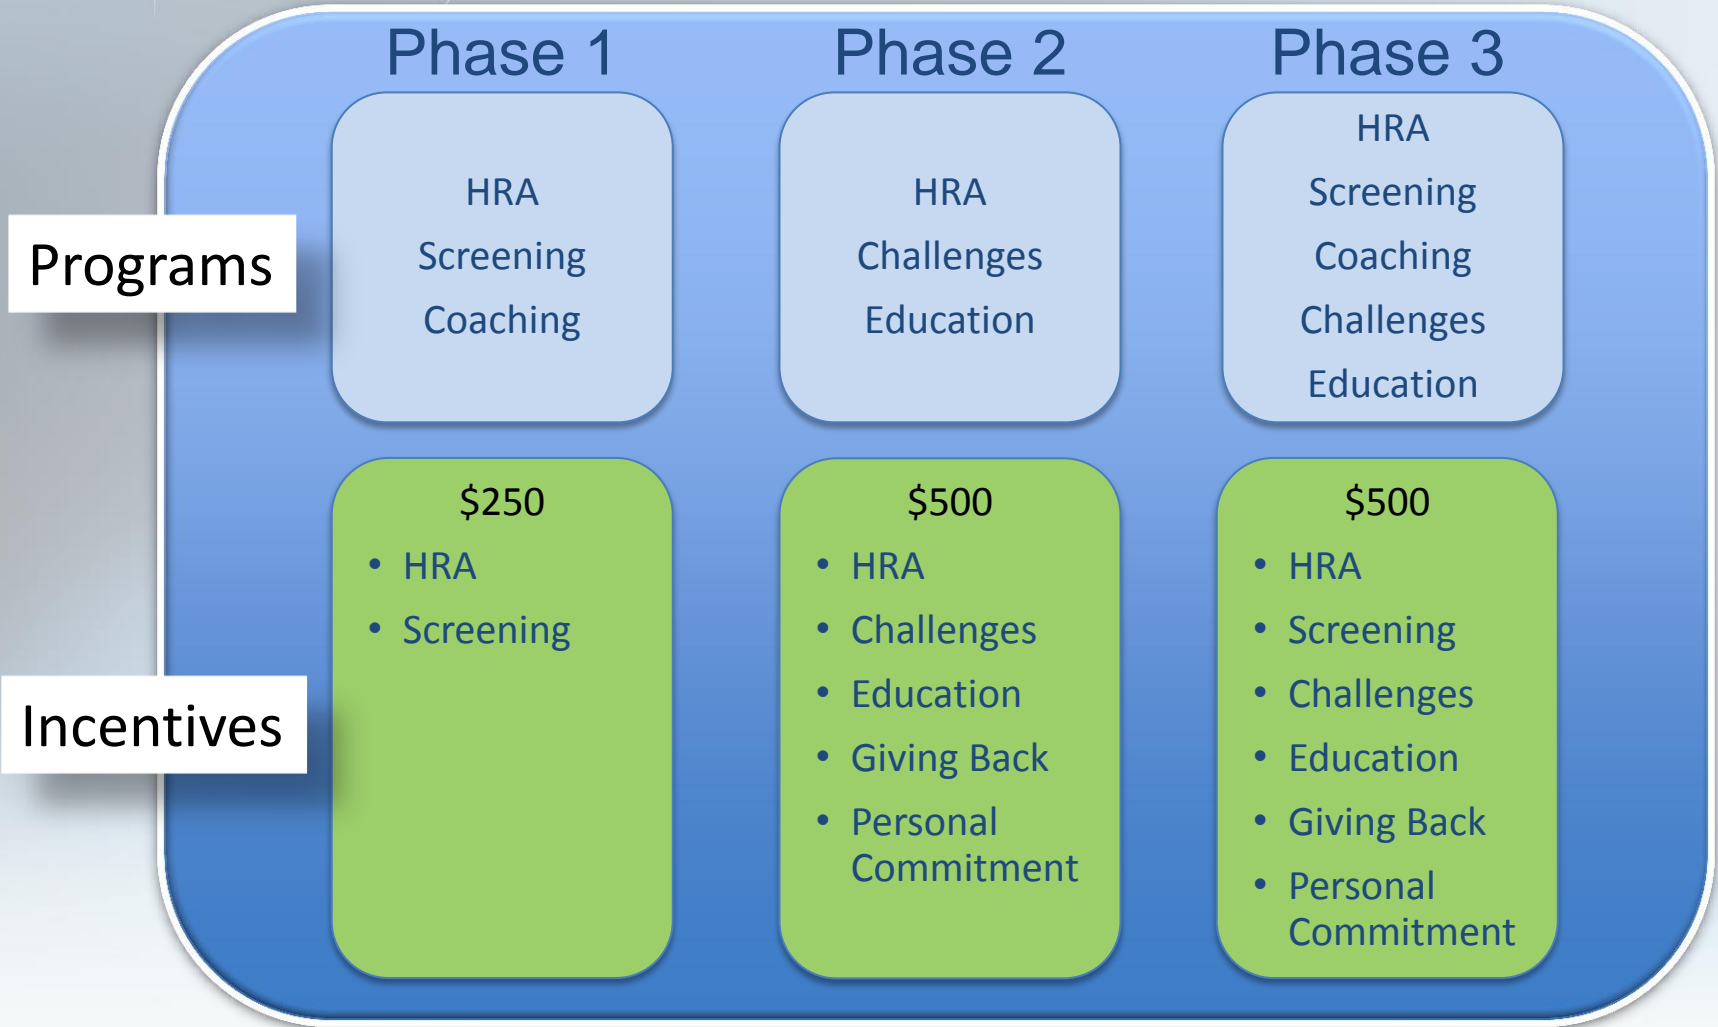 Phase 1
Phase 2
Phase 3
Programs
HRA
Screening
Coaching
HRA
Challenges
Education
HRA
Screening
Coaching
Challenges
Education
Incentives
$250
• HRA
• Screening
$500
• HRA
• Challenges
• Education
• Giving Back
• Personal
Commitment
$500
• HRA
• Screening
• Challenges
• Education
• Giving Back
• Personal
Commitment